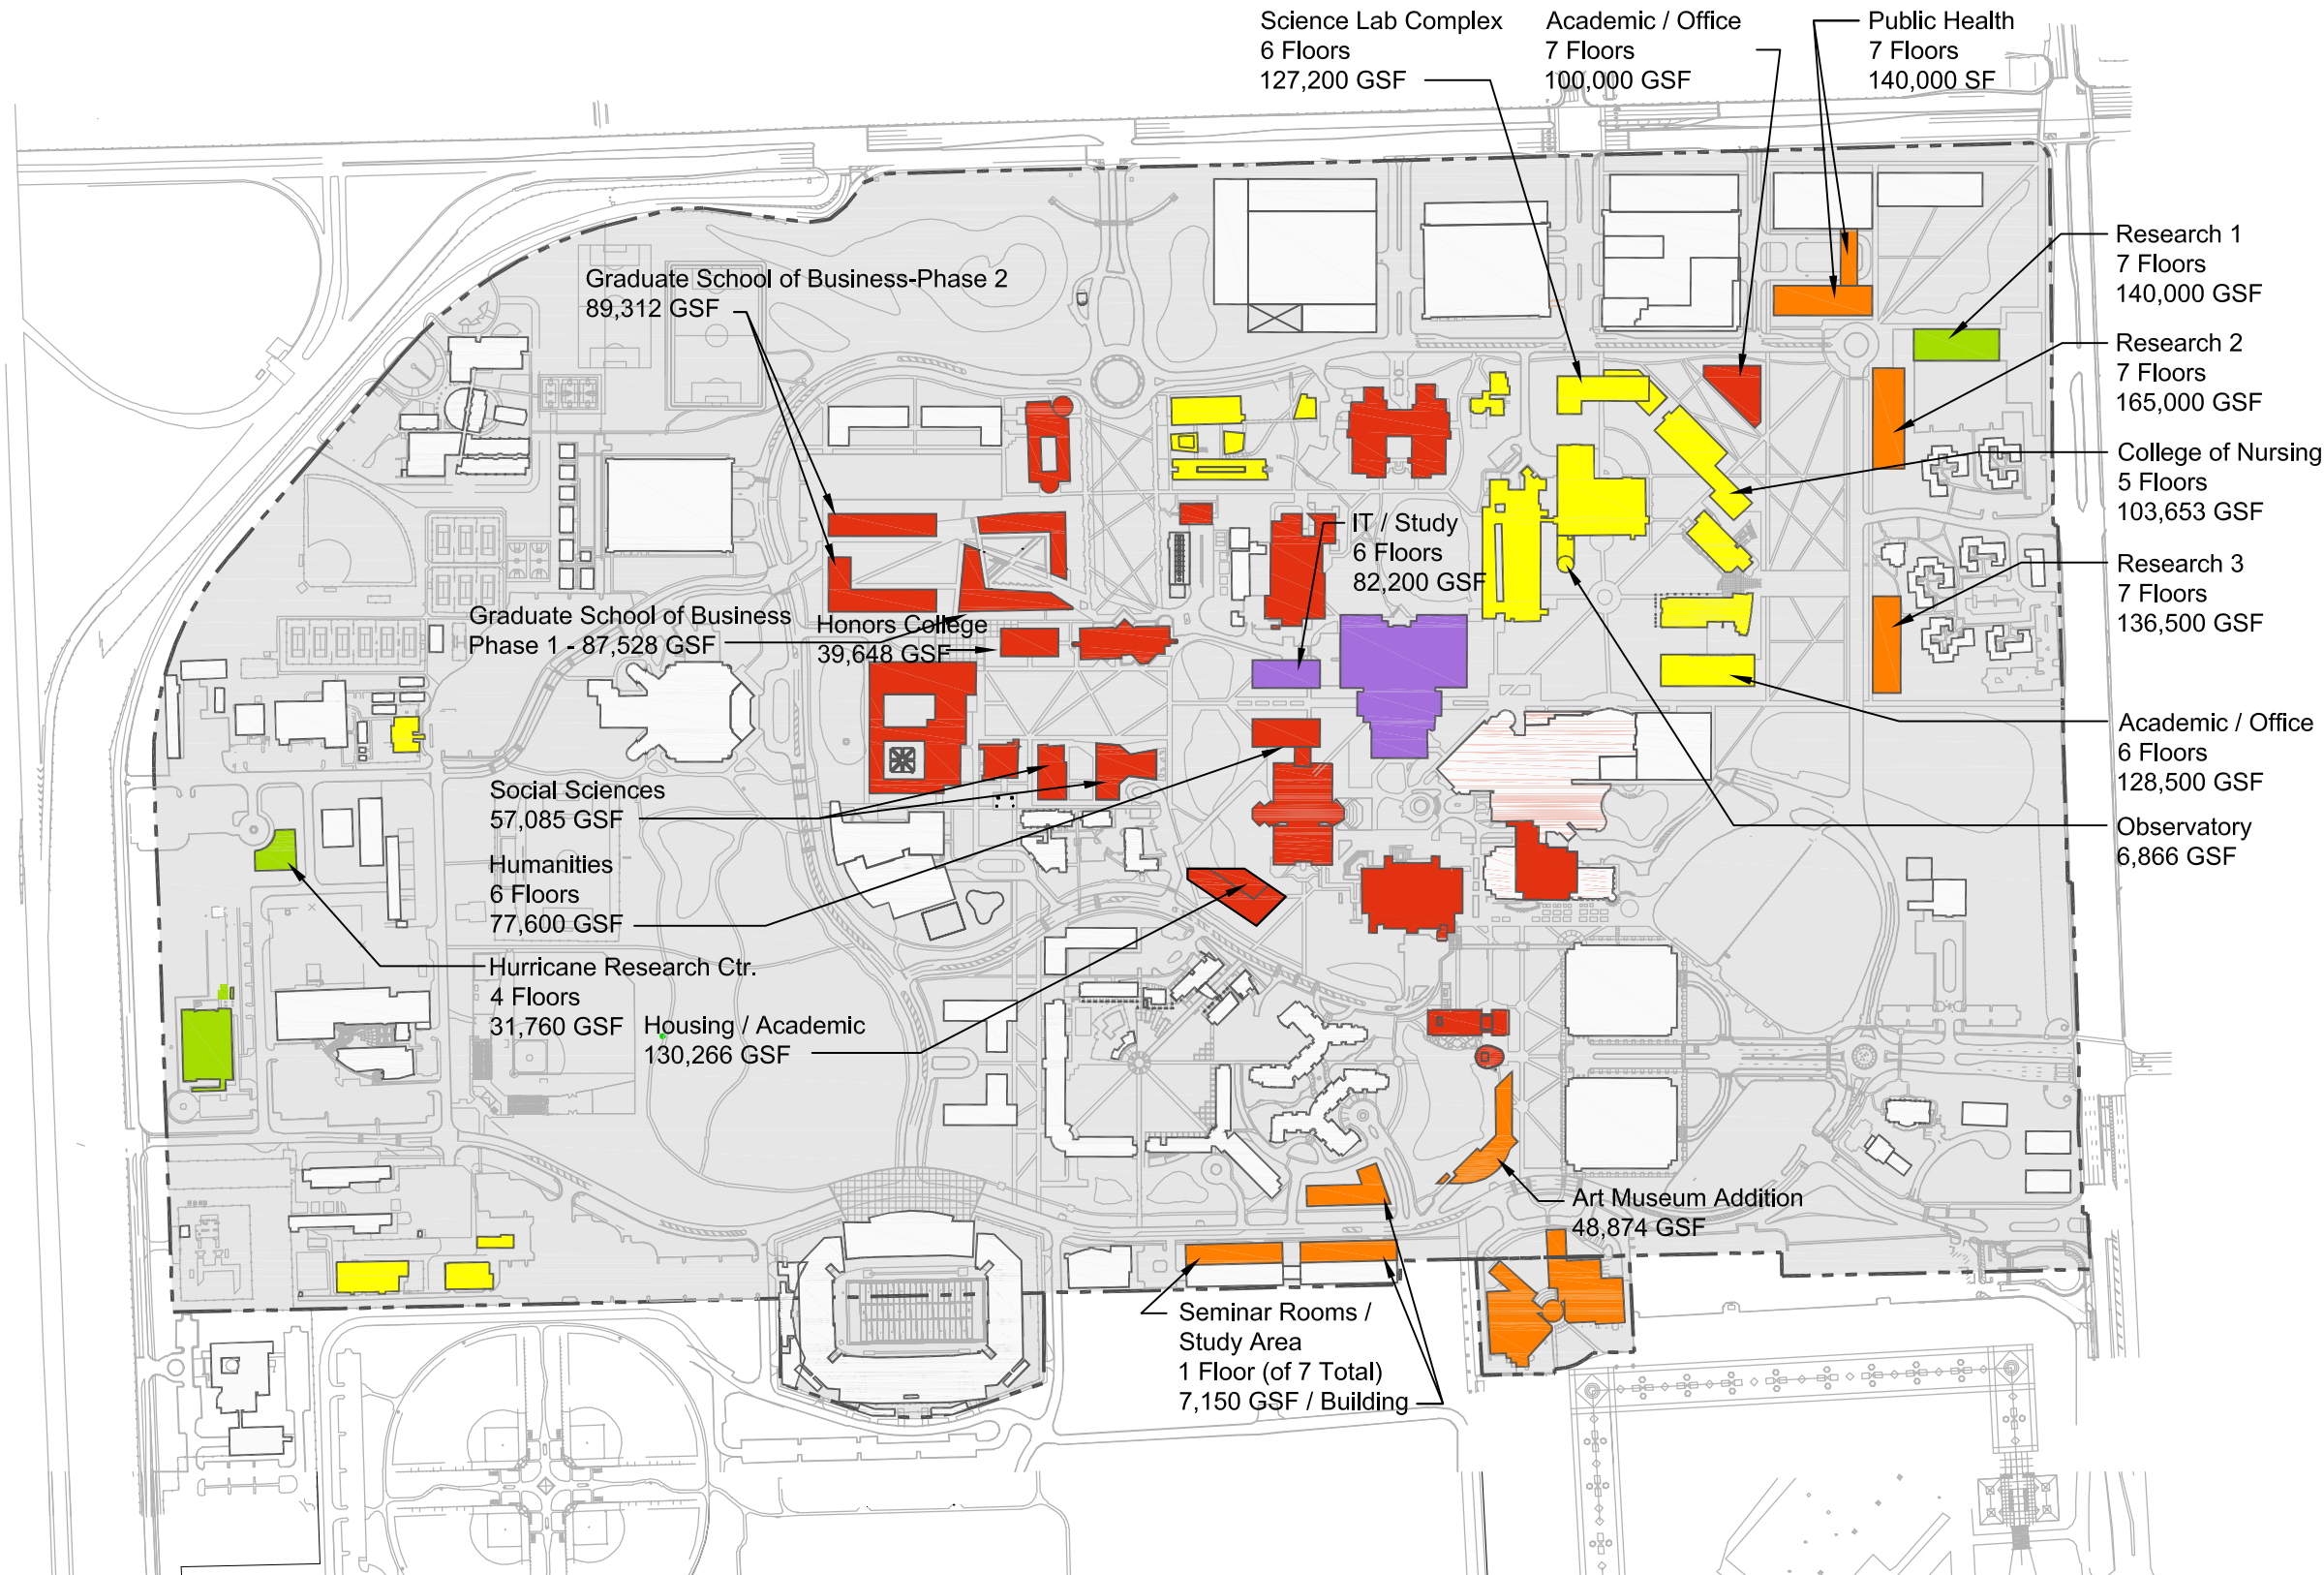 Science Lab Complex
6 Floors
127,200 GSF
Academic / Office
7 Floors
100,000 GSF
Public Health
7 Floors
140,000 SF
Research 1
7 Floors
140,000 GSF
Graduate School of Business-Phase 2
89,312 GSF
Research 2
7 Floors
165,000 GSF
College of Nursing
5 Floors
103,653 GSF
IT / Study
6 Floors
82,200 GSF
Research 3
7 Floors
136,500 GSF
Graduate School of Business
Phase 1 - 87,528 GSF
Honors College
39,648 GSF
Academic / Office
6 Floors
128,500 GSF
Social Sciences
57,085 GSF
Observatory
6,866 GSF
Humanities
6 Floors
77,600 GSF
Hurricane Research Ctr.
4 Floors
31,760 GSF
Housing / Academic
130,266 GSF
Art Museum Addition
48,874 GSF
Seminar Rooms /
Study Area
1 Floor (of 7 Total)
7,150 GSF / Building